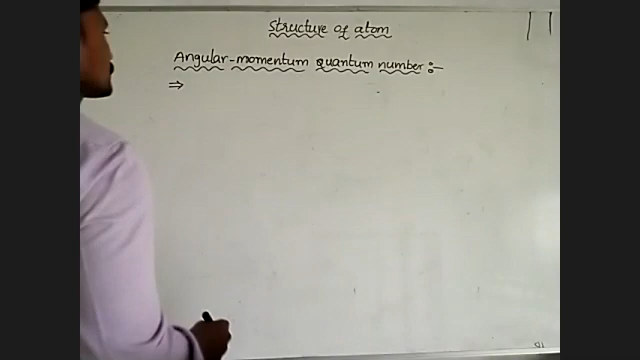 Structure of atom
Angular-momentum quantum number :-
⇒